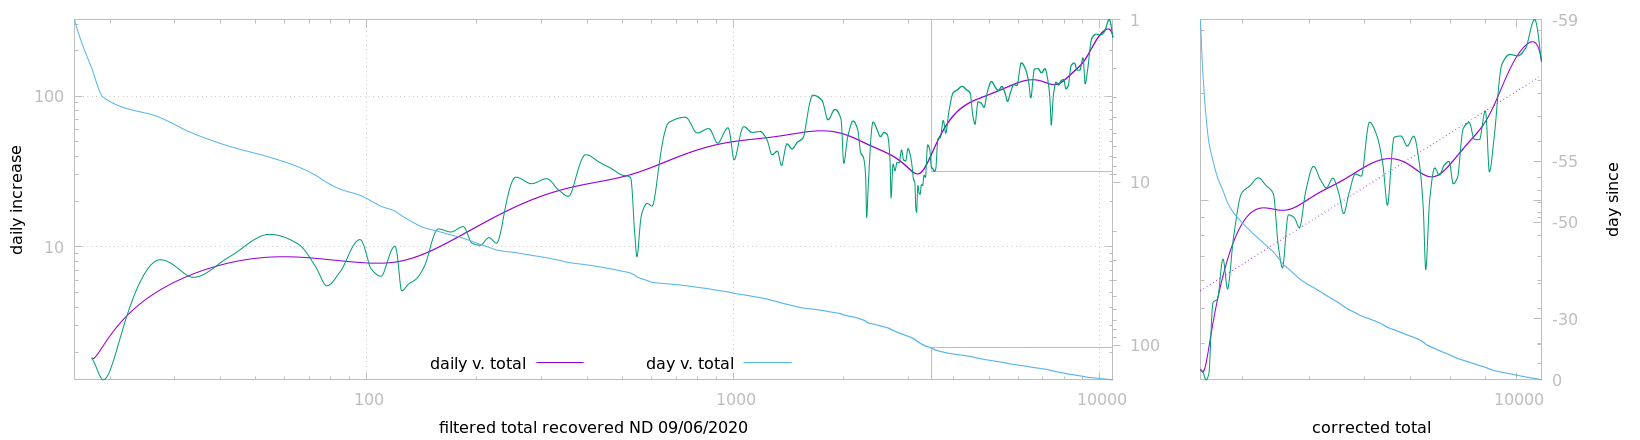 1
-59
100
-55
10
-50
daily increase
day since
10
-30
100
daily v. total
day v. total
0
100
1000
10000
10000
filtered total recovered ND 09/06/2020
corrected total